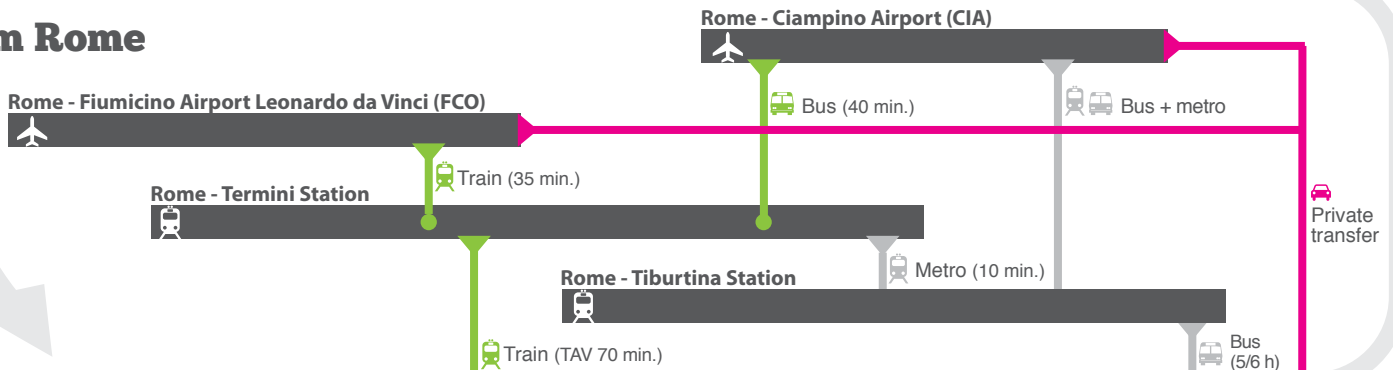 m Rome
Rome - Ciampino Airport (CIA)
Rome - Fiumicino Airport Leonardo da Vinci (FCO)
Bus (40 min.)
Bus + metro
Train (35 min.)
Rome - Termini Station
Private
transfer
Metro (10 min.)
Rome - Tiburtina Station
Train (TAV 70 min.)
Bus
(5/6 h)